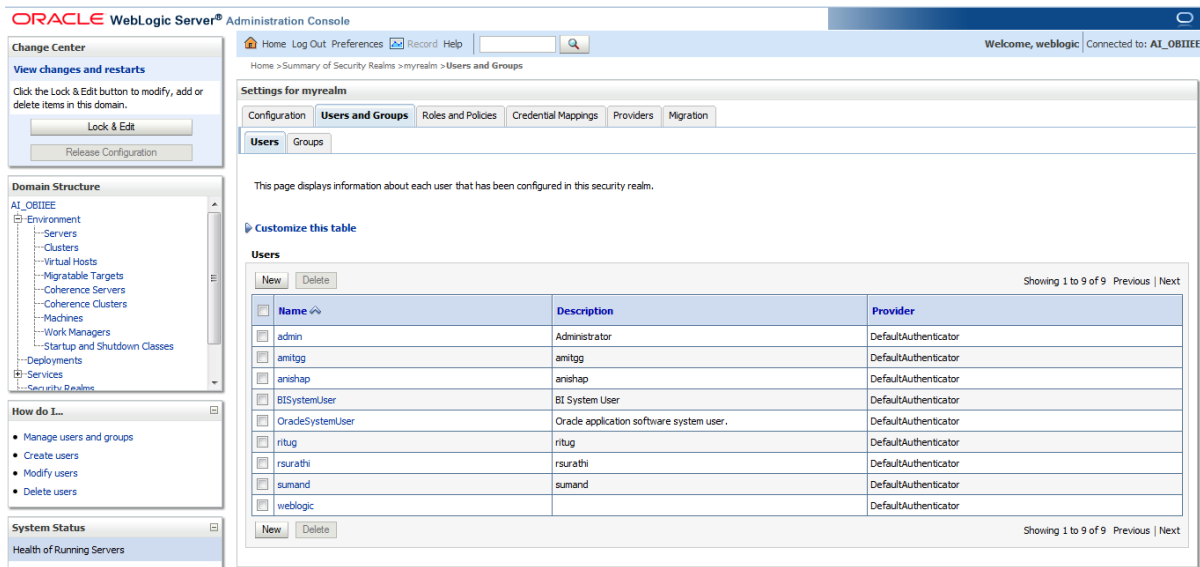 ORACLE WebLogic Server® Administration Console
Change Center
View changes and restarts
Click the Lock & Edit button to modify, add or
delete items in this domain.
Lock & Edit
Release Configuration
Domain Structure
AI_OBIIEE
Environment
Servers
Clusters
Virtual Hosts
Migratable Targets
Coherence Servers
Coherence Clusters
Machines
Work Managers
Startup and Shutdown Classes
Deployments
Services
Security Realms
How do I...
Manage users and groups
Create users
Modify users
Delete users
System Status
Health of Running Servers
Home Log Out Preferences Record Help
Welcome, weblogic Connected to: AI_OBIIEE
Home >Summary of Security Realms >myrealm >Users and Groups
Settings for myrealm
Configuration Users and Groups Roles and Policies Credential Mappings Providers Migration
Users Groups
This page displays information about each user that has been configured in this security realm.
Customize this table
Users
New Delete Showing 1 to 9 of 9 Previous | Next
Name Description Provider
admin Administrator DefaultAuthenticator
amitgg amitgg DefaultAuthenticator
anishap anishap DefaultAuthenticator
BISystemUser BI System User DefaultAuthenticator
OracleSystemUser Oracle application software system user. DefaultAuthenticator
ritug ritug DefaultAuthenticator
rsurathi rsurathi DefaultAuthenticator
sumand sumand DefaultAuthenticator
weblogic DefaultAuthenticator
New Delete Showing 1 to 9 of 9 Previous | Next